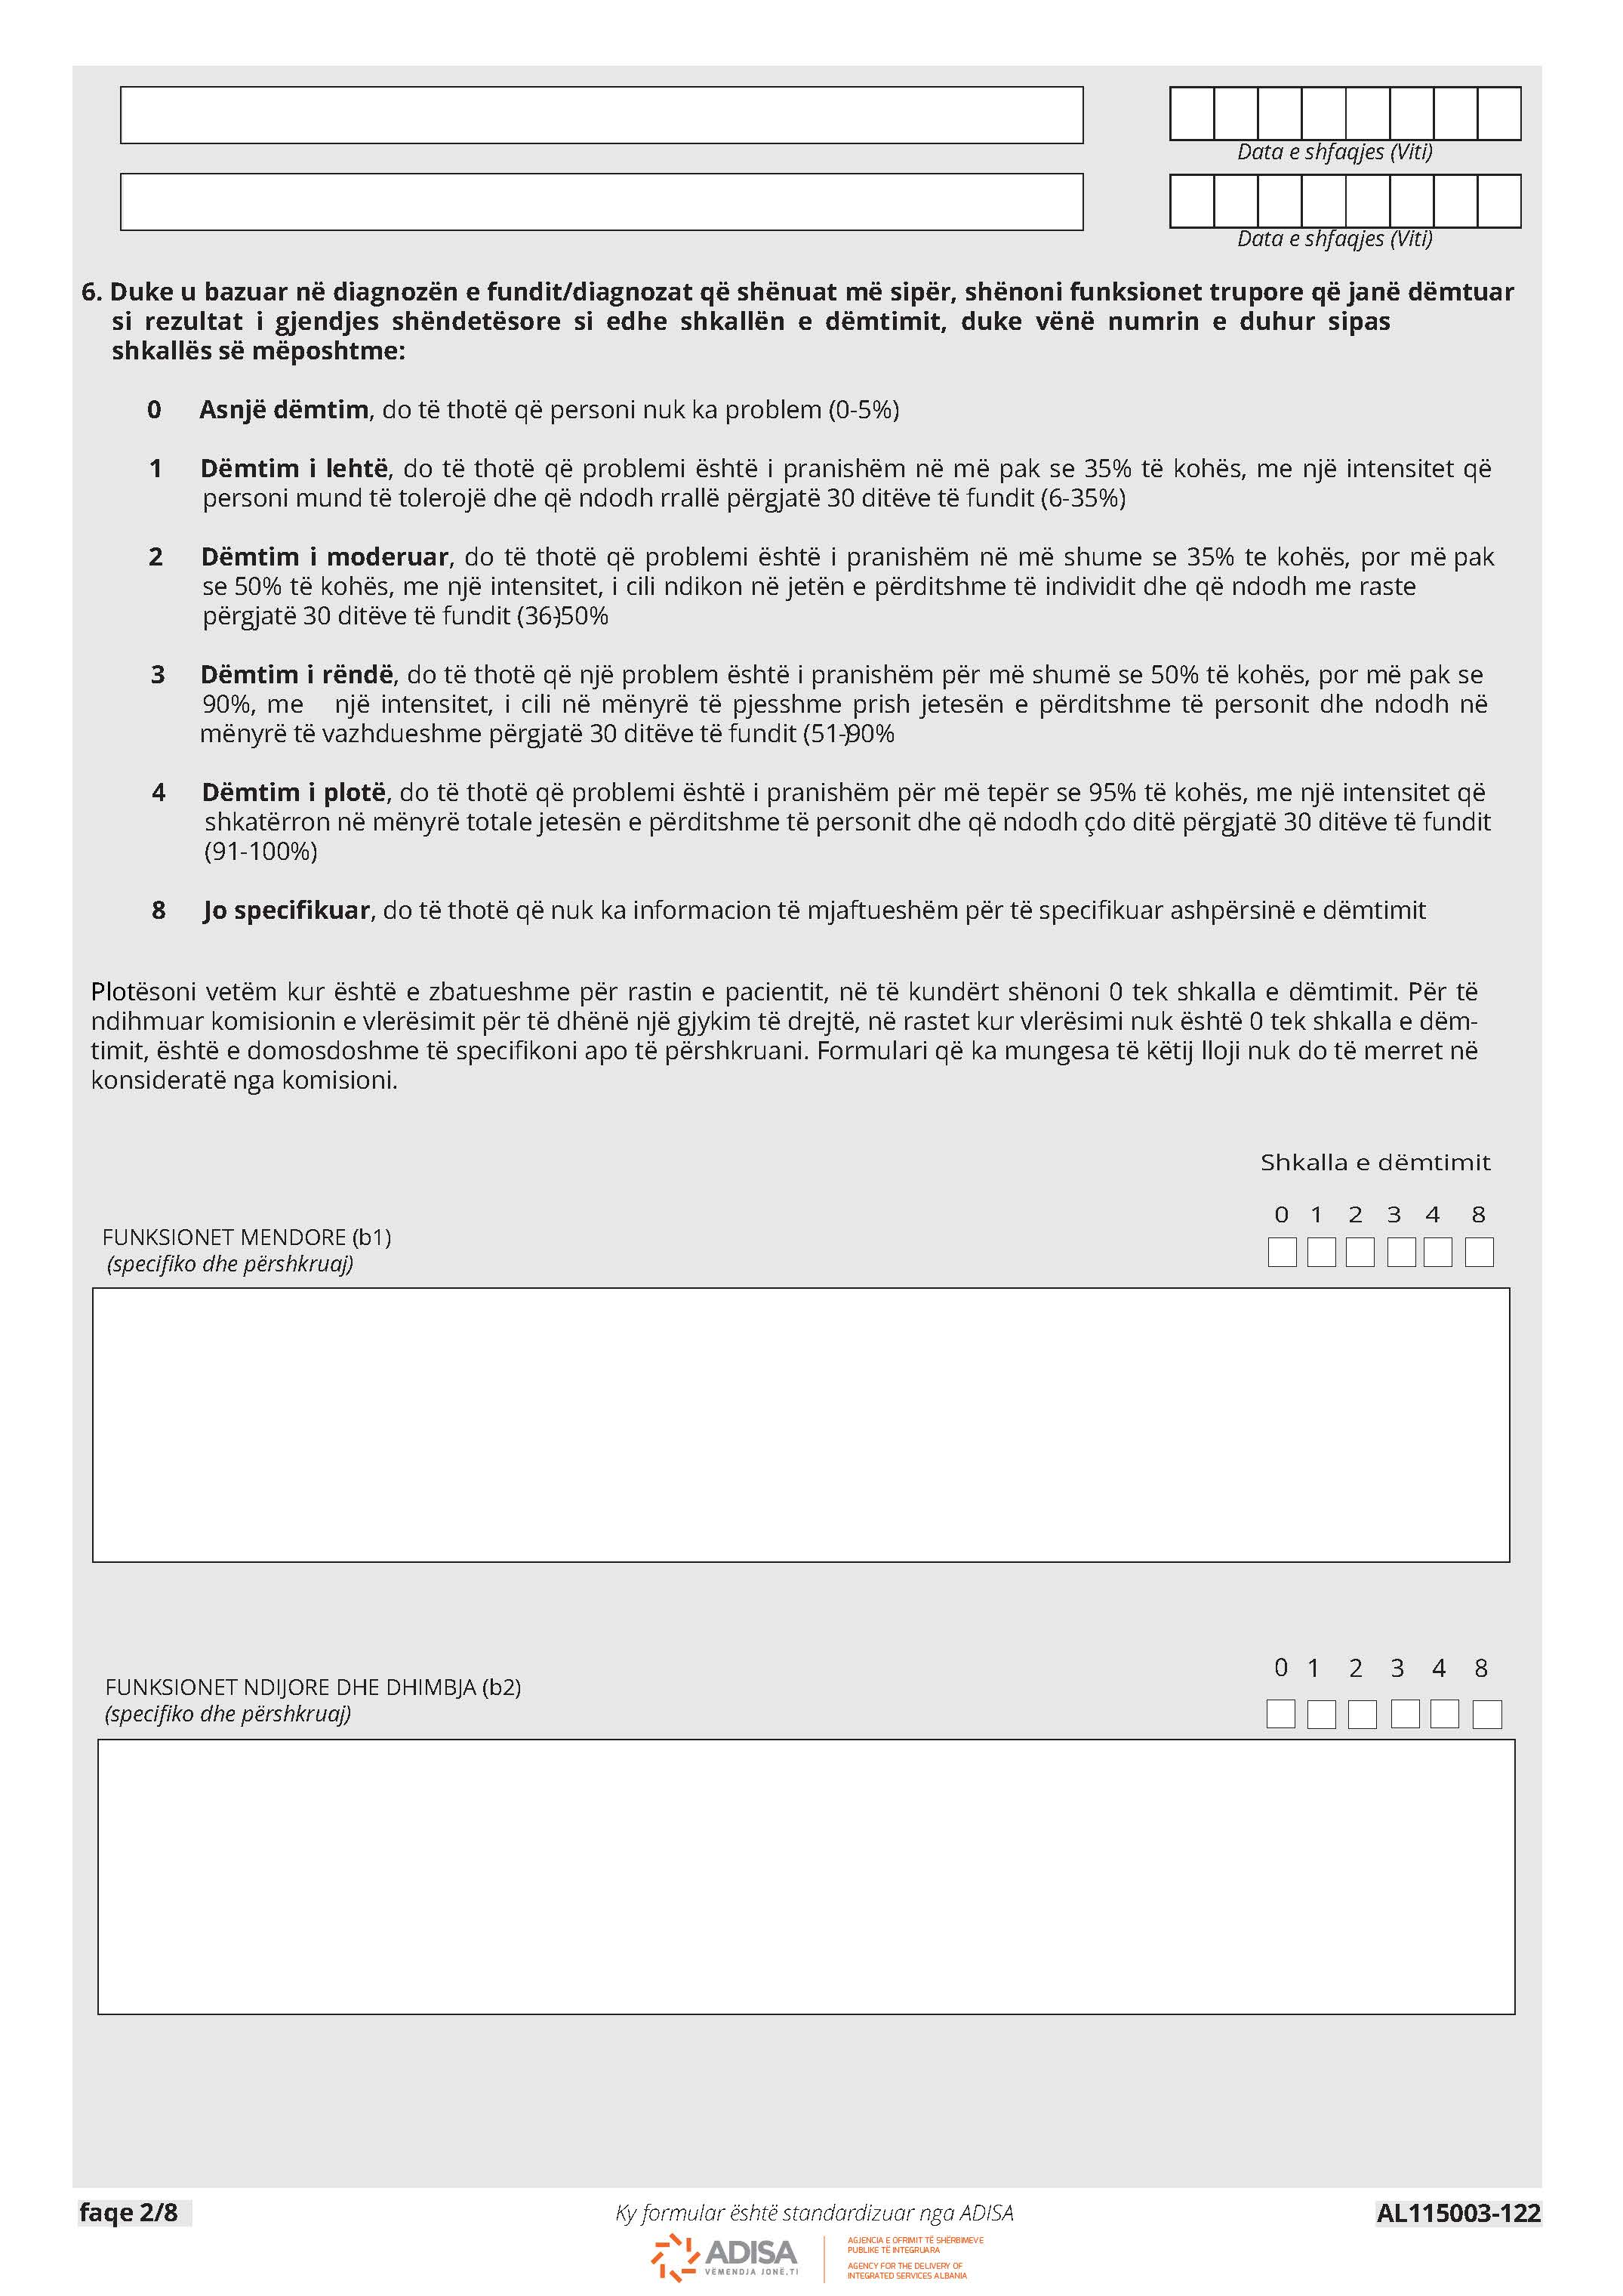 Data e shfaqjes (Viti)
Data e shfaqjes (Viti)
6. Duke u bazuar në diagnozën e fundit/diagnozat që shënuat më sipër, shënoni funksionet trupore që janë dëmtuar
si rezultat i gjendjes shëndetësore si edhe shkallën e dëmtimit, duke vënë numrin e duhur sipas
shkallës së mëposhtme:
0 Asnjë dëmtim, do të thotë që personi nuk ka problem (0-5%)
1 Dëmtim i lehtë, do të thotë që problemi është i pranishëm në më pak se 35% të kohës, me një intensitet që
personi mund të tolerojë dhe që ndodh rrallë përgjatë 30 ditëve të fundit (6-35%)
2 Dëmtim i moderuar, do të thotë që problemi është i pranishëm në më shume se 35% te kohës, por më pak
se 50% të kohës, me një intensitet, i cili ndikon në jetën e përditshme të individit dhe që ndodh me raste
përgjatë 30 ditëve të fundit (36-)50%
3 Dëmtim i rëndë, do të thotë që një problem është i pranishëm për më shumë se 50% të kohës, por më pak se
90%, me një intensitet, i cili në mënyrë të pjesshme prish jetesën e përditshme të personit dhe ndodh në
mënyrë të vazhdueshme përgjatë 30 ditëve të fundit (51-)90%
4 Dëmtim i plotë, do të thotë që problemi është i pranishëm për më tepër se 95% të kohës, me një intensitet që
shkatërron në mënyrë totale jetesën e përditshme të personit dhe që ndodh çdo ditë përgjatë 30 ditëve të fundit
(91-100%)
8 Jo specifikuar, do të thotë që nuk ka informacion të mjaftueshëm për të specifikuar ashpërsinë e dëmtimit
Plotësoni vetëm kur është e zbatueshme për rastin e pacientit, në të kundërt shënoni 0 tek shkalla e dëmtimit. Për të
ndihmuar komisionin e vlerësimit për të dhënë një gjykim të drejtë, në rastet kur vlerësimi nuk është 0 tek shkalla e dëm-
timit, është e domosdoshme të specifikoni apo të përshkruani. Formulari që ka mungesa të këtij lloji nuk do të merret në
konsideratë nga komisioni.
Shkalla e dëmtimit
0 1 2 3 4 8
FUNKSIONET MENDORE (b1)
(specifiko dhe përshkruaj)
0 1 2 3 4 8
FUNKSIONET NDIJORE DHE DHIMBJA (b2)
(specifiko dhe përshkruaj)
faqe 2/8
Ky formular është standardizuar nga ADISA
AL115003-122
ADISA
VËMENDJA JONË, TI
AGJENCIA E OFRIMIT TË SHËRBIMEVE
PUBLIKE TË INTEGRUARA
AGENCY FOR THE DELIVERY OF
INTEGRATED SERVICES ALBANIA